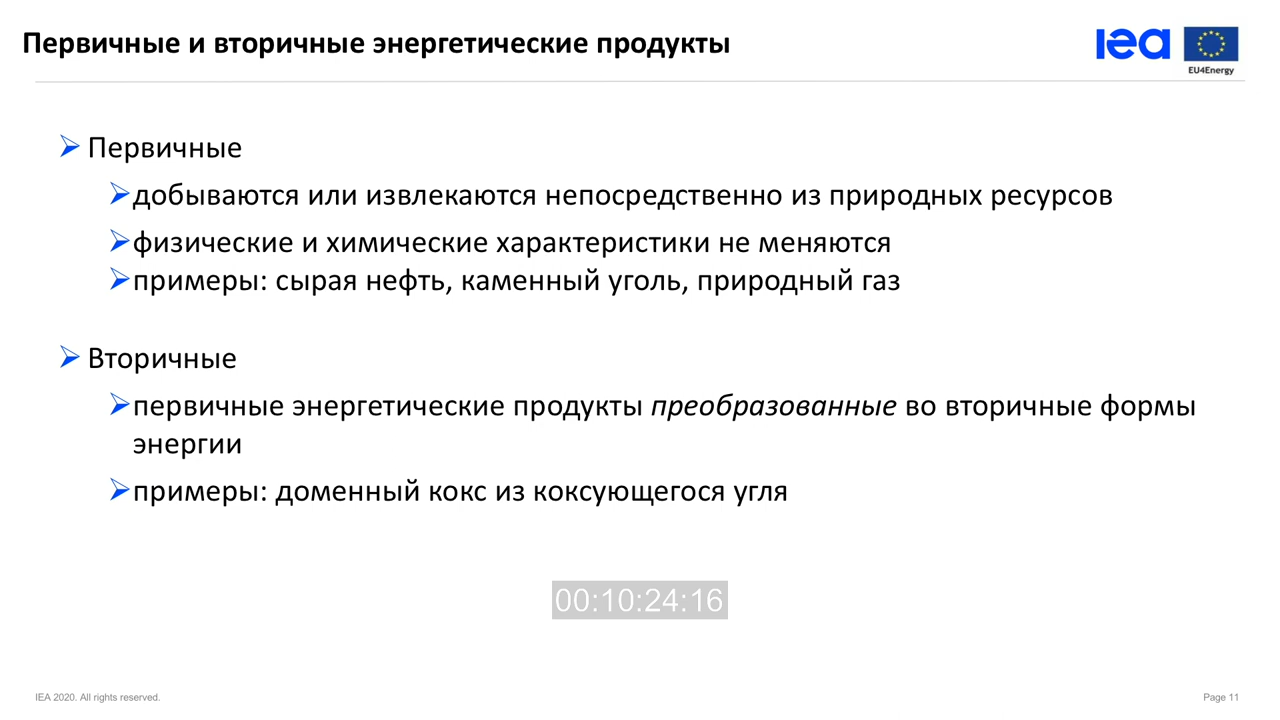 Первичные и вторичные энергетические продукты
iea
EU4Energy
Первичные
добываются или извлекаются непосредственно из природных ресурсов
физические и химические характеристики не меняются
примеры: сырая нефть, каменный уголь, природный газ
Вторичные
первичные энергетические продукты преобразованные во вторичные формы
энергии
примеры: доменный кокс из коксующегося угля
00:10:24:16
IEA 2020. All rights reserved.
Page 11